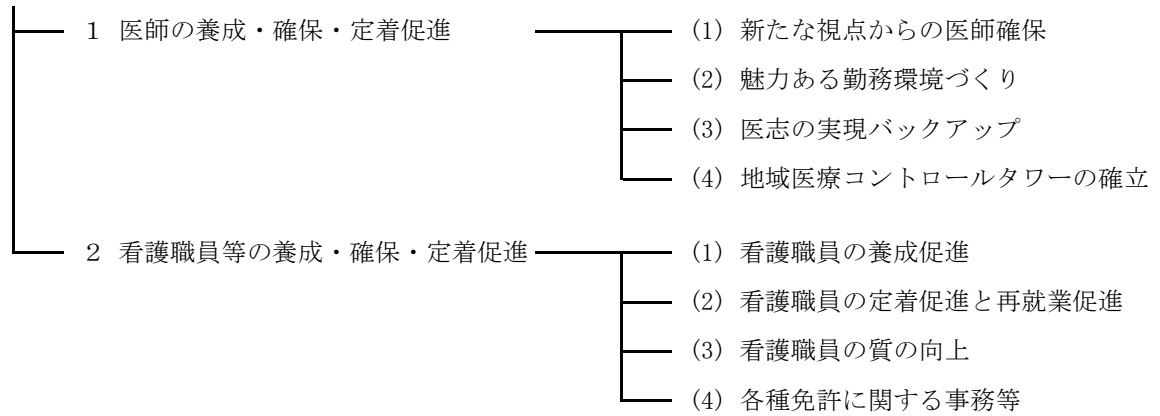 １ 医師の養成・確保・定着促進
(1) 新たな視点からの医師確保
(2) 魅力ある勤務環境づくり
(3) 医志の実現バックアップ
(4) 地域医療コントロールタワーの確立
２ 看護職員等の養成・確保・定着促進
(1) 看護職員の養成促進
(2) 看護職員の定着促進と再就業促進
(3) 看護職員の質の向上
(4) 各種免許に関する事務等